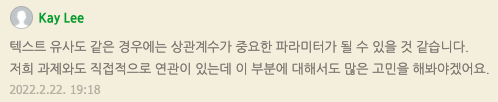 Kay Lee
텍스트 유사도 같은 경우에는 상관계수가 중요한 파라미터가 될 수 있을 것 같습니다.
저희 과제와도 직접적으로 연관이 있는데 이 부분에 대해서도 많은 고민을 해봐야겠어요.
2022.2.22. 19:18